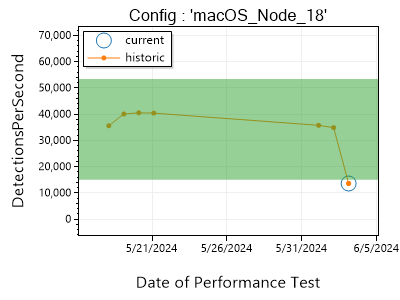 Config : 'macOS_Node_18'
current
historic
DetectionsPerSecond
70,000
60,000
50,000
40,000
30,000
20,000
10,000
0
5/21/2024
5/26/2024
5/31/2024
6/5/2024
Date of Performance Test